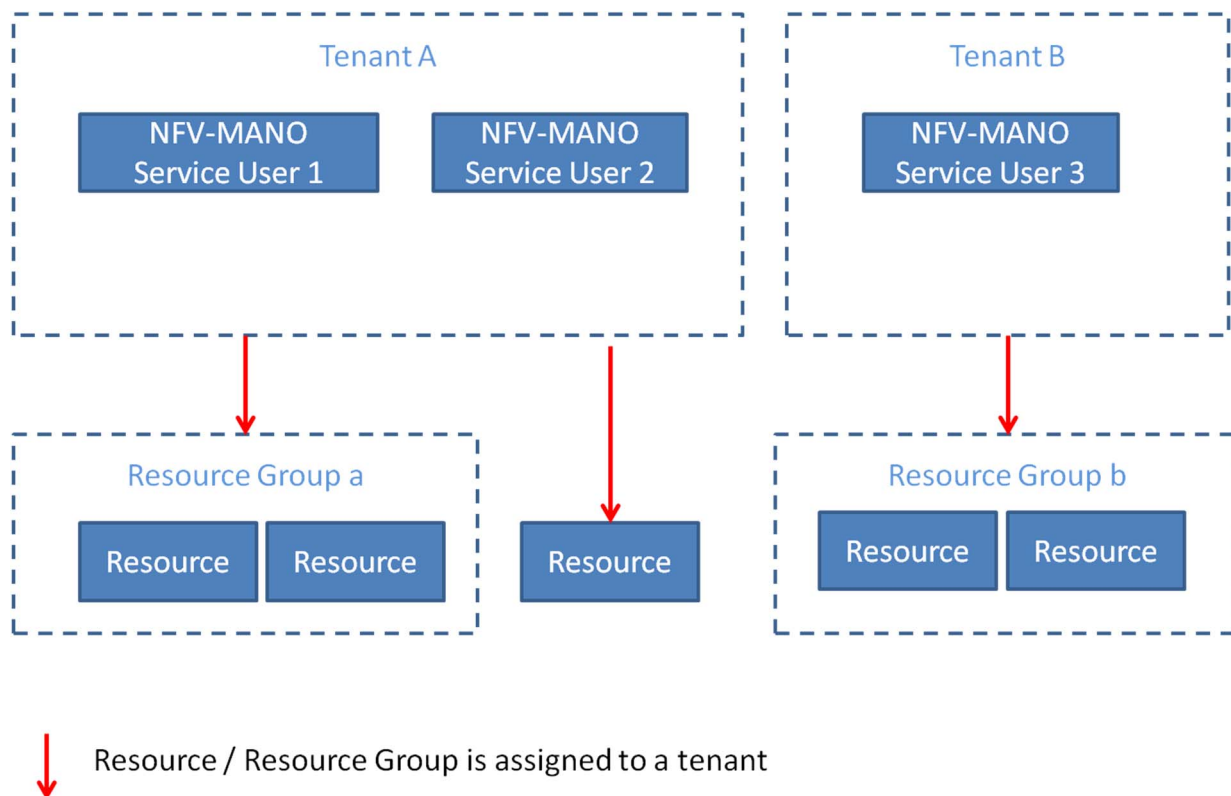 Tenant A
Tenant B
NFV-MANO
Service User 1
NFV-MANO
Service User 2
NFV-MANO
Service User 3
Resource Group a
Resource Group b
Resource
Resource
Resource
Resource
Resource
Resource / Resource Group is assigned to a tenant